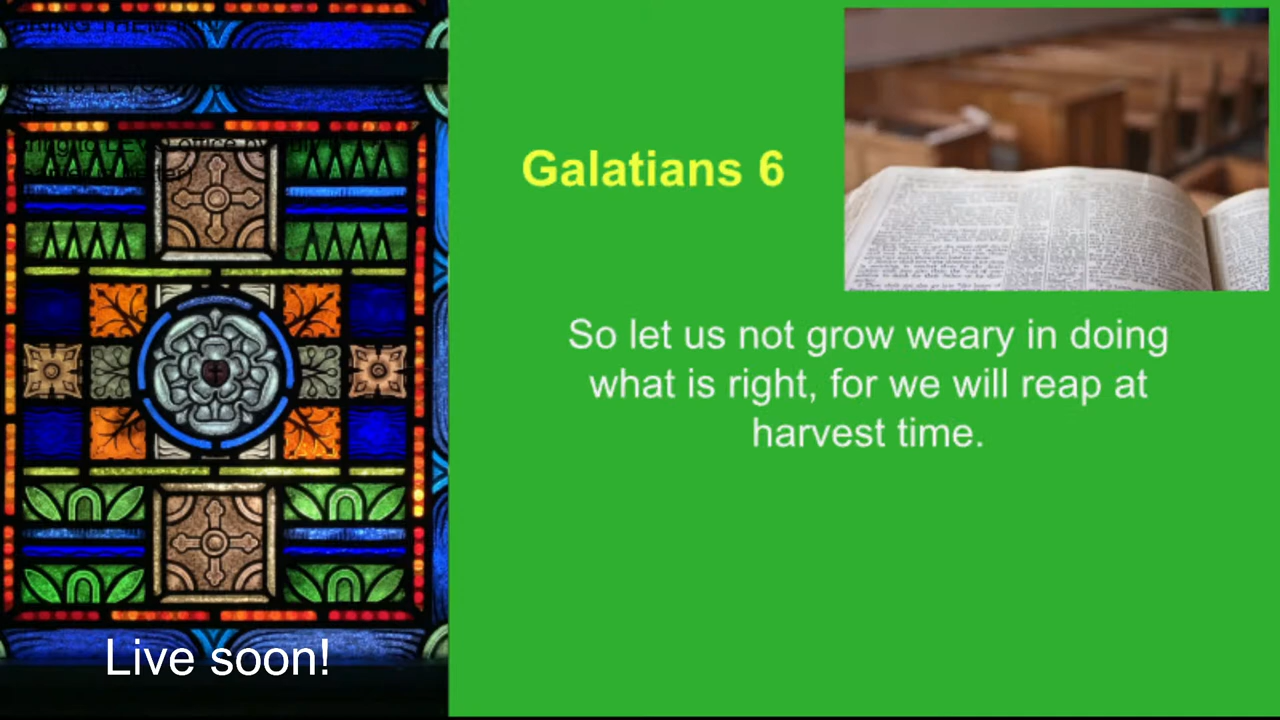 Galatians 6
So let us not grow weary in doing
what is right, for we will reap at
harvest time.
Live soon!